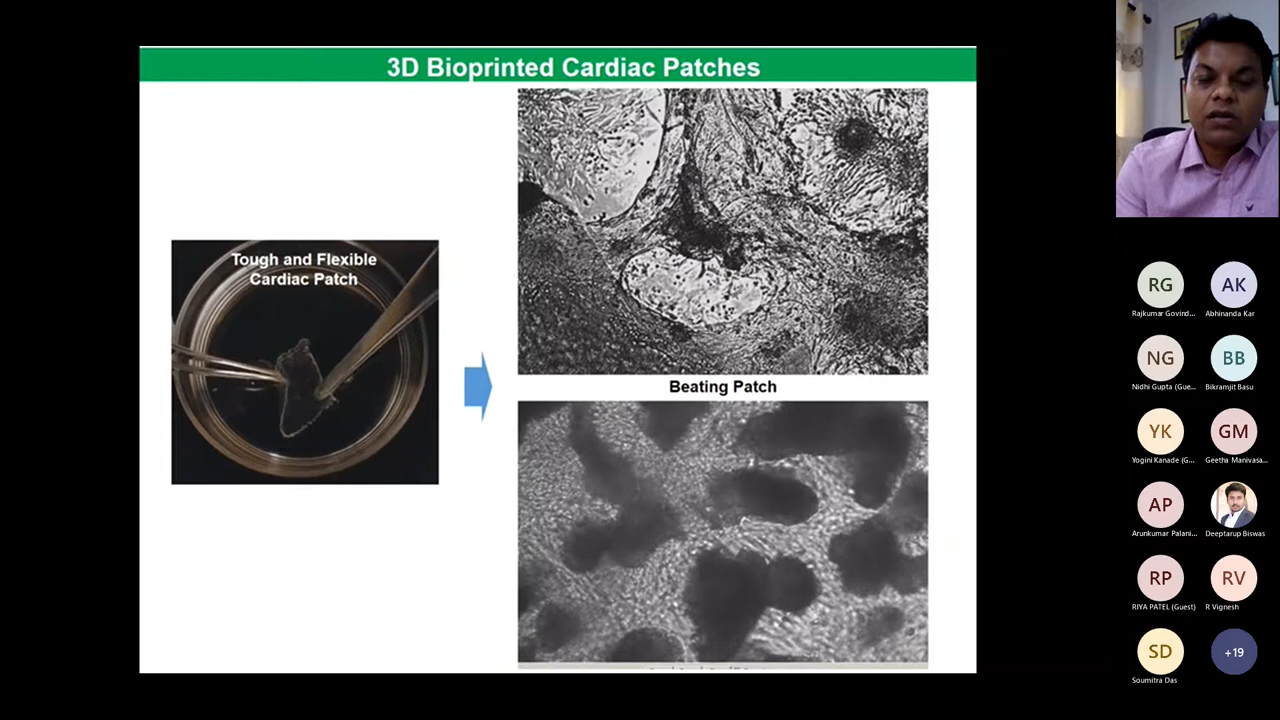 3D Bioprinted Cardiac Patches
Tough and Flexible
Cardiac Patch
Beating Patch
RG
Rajkumar Govind...
AK
Abhinanda Kar
NG
Nidhi Gupta (Gue...
BB
Bikramjit Basu
YK
Yogini Kanade (G...
GM
Geetha Manivasa...
AP
Arunkumar Palani...
Deeptarup Biswas
RP
RIYA PATEL (Guest)
RV
R Vignesh
SD
Soumitra Das
+19